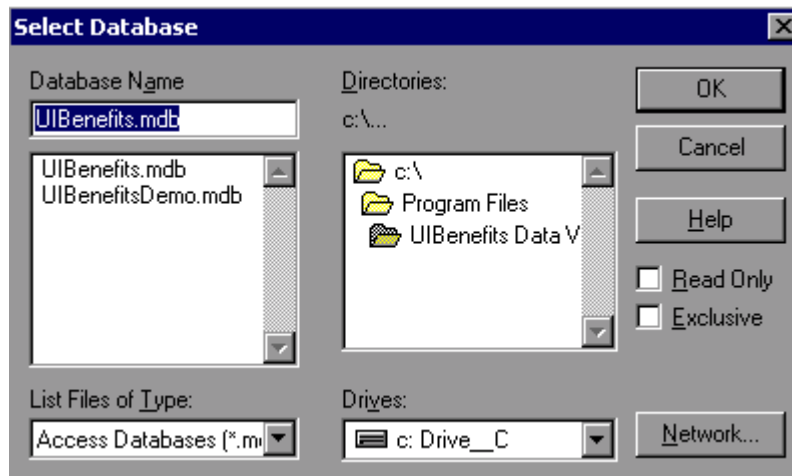 Select Database
Database Name
UIBenefits.mdb
UIBenefits.mdb
UIBenefitsDemo.mdb
List Files of Type:
Access Databases (*.m
Directories:
c:\...
c:\
Program Files
UIBenefits Data V
Drives:
c: Drive__C
OK
Cancel
Help
Read Only
Exclusive
Network...